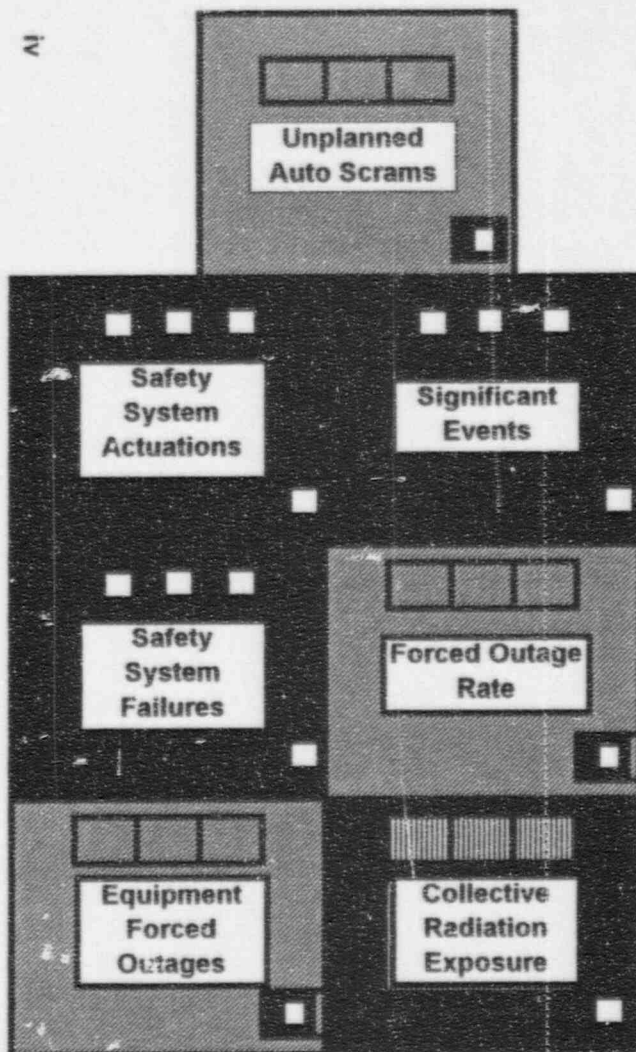 iv
Unplanned
Auto Scrams
Safety
System
Actuations
Significant
Events
Safety
System
Failures
Forced Outage
Rate
Equipment
Forced
Outages
Collective
Radiation
Exposure